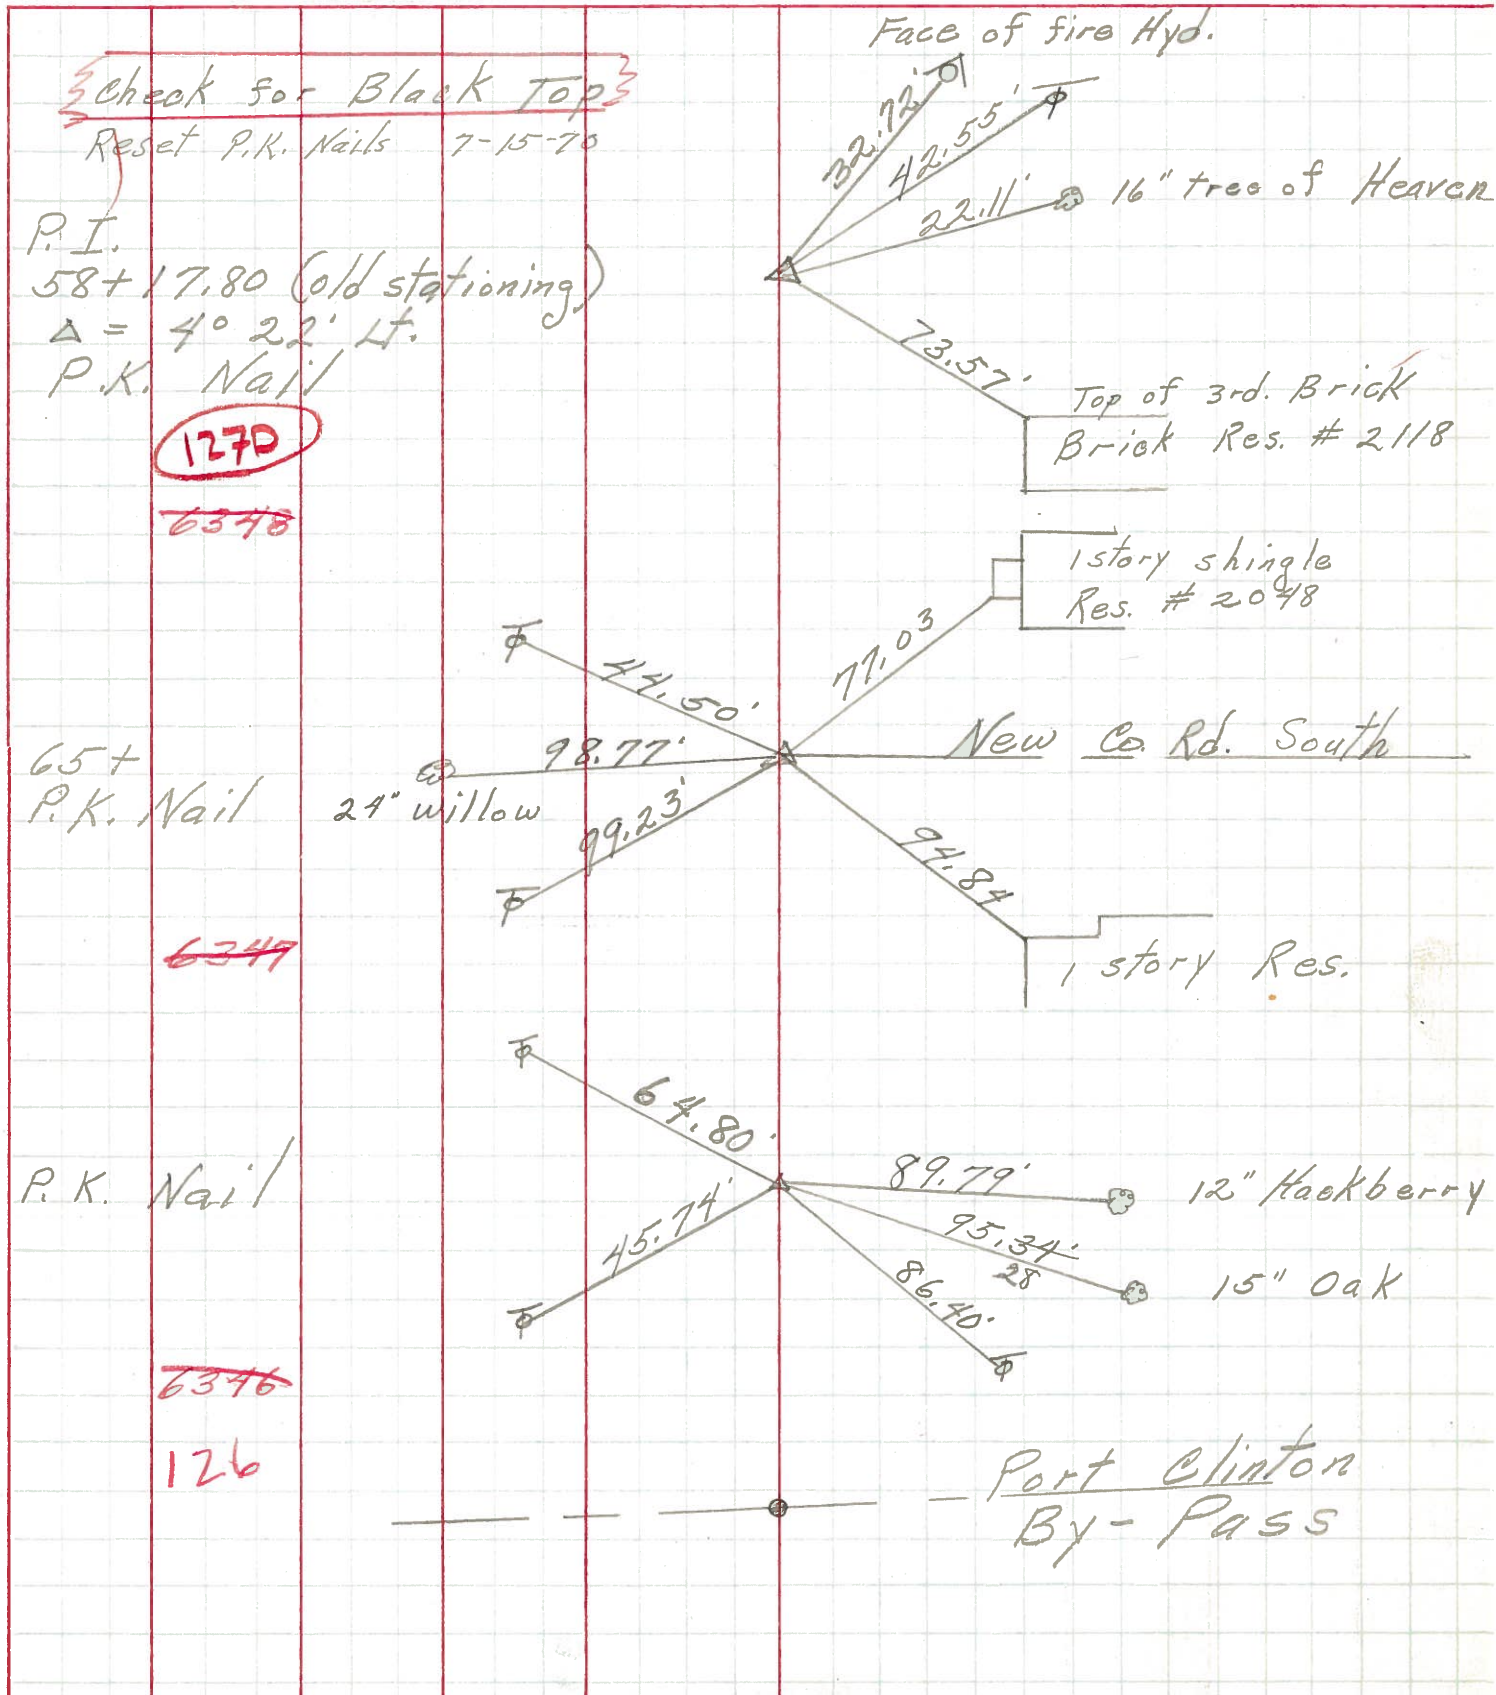 Face of fire Hyd.
Check for Black Top
Reset P.K. Nails 7-15-70
32.72'
42.55'
22.11'
16" tree of Heaven
P.I.
58+17.80 (old stationing)
Δ = 4° 22' Lt.
P.K. Nail
73.57'
Top of 3rd. Brick
Brick Res. # 2118
127D
6348
1 story shingle
Res. # 2048
77.03
44.50'
98.77'
New Co. Rd. South
65+
P.K. Nail
24" willow
99.23'
94.84
6347
1 story Res.
64.80'
P.K. Nail
89.79'
12" Hackberry
45.74'
95.34'
28
15" Oak
86.40'
6346
126
Port Clinton
By-Pass